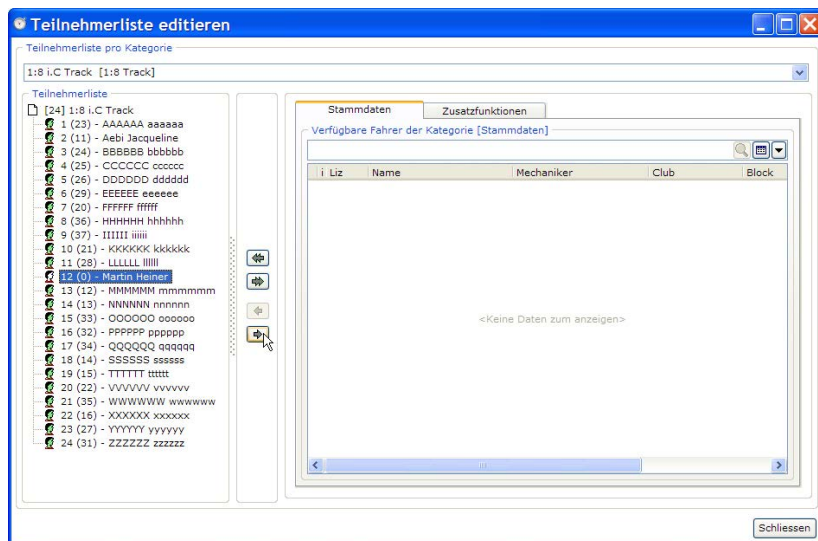 Teilnehmerliste editieren
Teilnehmerliste pro Kategorie
1:8 i.C Track [1:8 Track]
Teilnehmerliste
[24] 1:8 i.C Track
1 (23) - AAAAAA aaaaaa
2 (11) - Aebi Jacqueline
3 (24) - BBBBBB bbbbbb
4 (25) - CCCCCC cccccc
5 (26) - DDDDDD dddddd
6 (29) - EEEEEE eeeeee
7 (20) - FFFFFF ffffff
8 (36) - HHHHHH hhhhhh
9 (37) - IIIIII iiiiii
10 (21) - KKKKKK kkkkkk
11 (28) - LLLLLL llllll
12 (0) - Martin Heiner
13 (12) - MMMMMM mmmmmm
14 (13) - NNNNNN nnnnnn
15 (33) - OOOOOO oooooo
16 (32) - PPPPPP pppppp
17 (34) - QQQQQQ qqqqqq
18 (14) - SSSSSS ssssss
19 (15) - TTTTTT tttttt
20 (22) - VVVVVV vvvvvv
21 (35) - WWWWWW wwwwww
22 (16) - XXXXXX xxxxxx
23 (27) - YYYYYY yyyyyy
24 (31) - ZZZZZZ zzzzzz
Stammdaten Zusatzfunktionen
Verfügbare Fahrer der Kategorie [Stammdaten]
i Liz Name Mechaniker Club Block
<Keine Daten zum anzeigen>
Schliessen